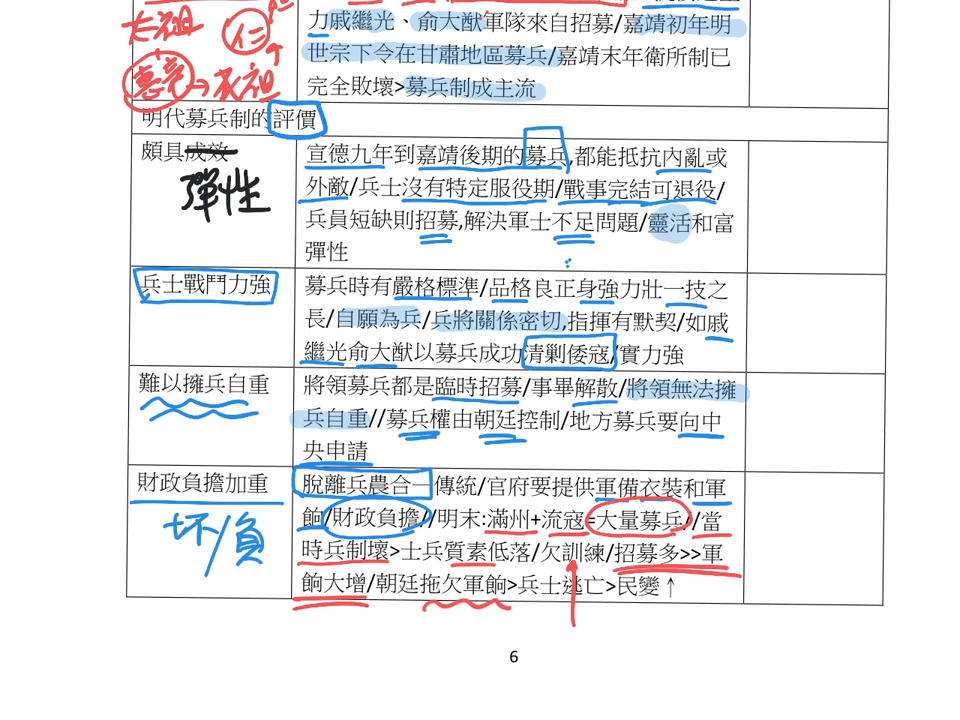 力戚繼光、俞大猷軍隊來自招募/嘉靖初年明
太祖 仁
世宗下令在甘肅地區募兵/嘉靖末年衛所制已
完全敗壞>募兵制成主流
明代募兵制的評價
頗具成效
彈性
宣德九年到嘉靖後期的募兵,都能抵抗內亂或
外敵/兵士沒有特定服役期/戰事完結可退役/
兵員短缺則招募,解決軍士不足問題/靈活和富
彈性
兵士戰鬥力強
募兵時有嚴格標準/品格良正身強力壯一技之
長/自願為兵/兵將關係密切,指揮有默契/如戚
繼光俞大猷以募兵成功清剿倭寇/實力強
難以擁兵自重
將領募兵都是臨時招募/事畢解散/將領無法擁
兵自重//募兵權由朝廷控制/地方募兵要向中
央申請
財政負擔加重
坏/負
脫離兵農合一傳統/官府要提供軍備衣裝和軍
餉/財政負擔//明末:滿州+流寇=大量募兵//當
時兵制壞>士兵質素低落/欠訓練/招募多>>軍
餉大增/朝廷拖欠軍餉>兵士逃亡>民變↑
6